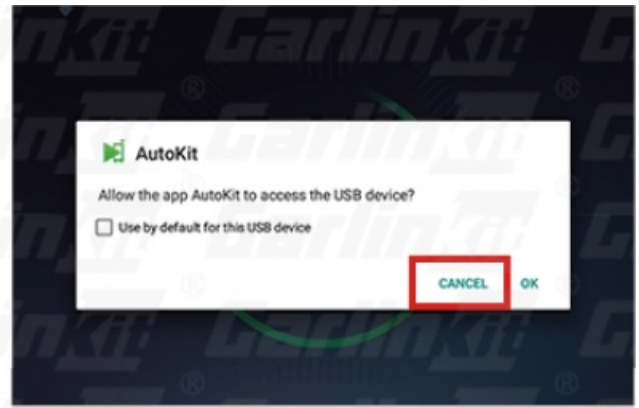 AutoKit
Allow the app AutoKit to access the USB device?
Use by default for this USB device
CANCEL OK
Carlinkit
®